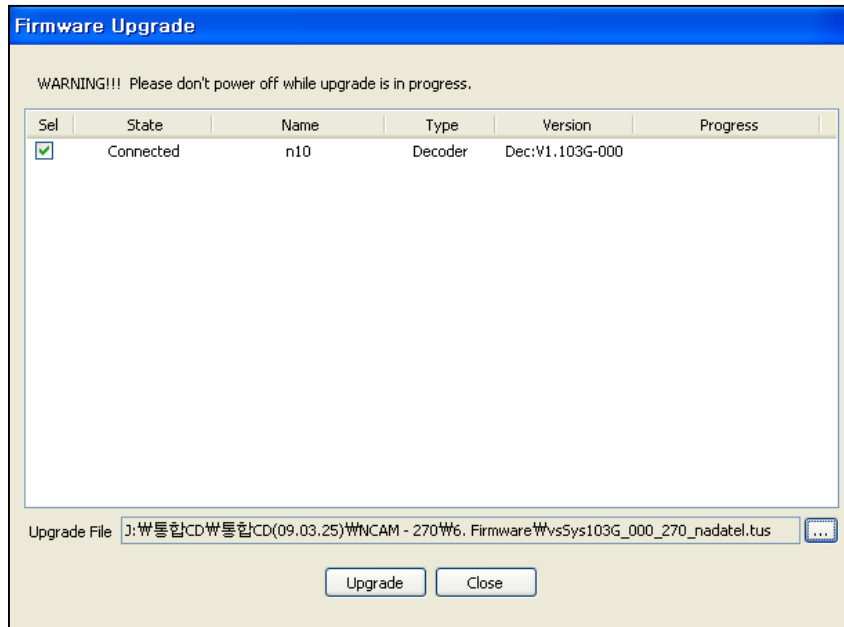 Firmware Upgrade
WARNING!!! Please don't power off while upgrade is in progress.
Sel State Name Type Version Progress
Connected n10 Decoder Dec:V1.103G-000
Upgrade File J:₩통합CD₩통합CD(09.03.25)₩NCAM - 270₩6. Firmware₩vsSys103G_000_270_nadatel.tus ...
Upgrade Close